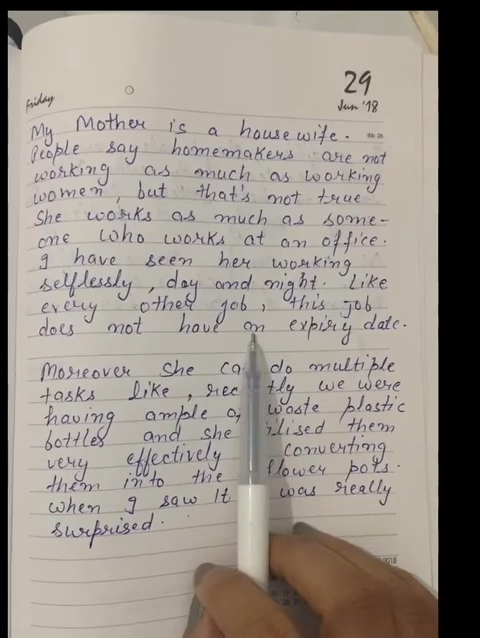 Friday
29
Jun '18
My Mother is a housewife.
People say homemakers are not
working as much as working
women, but that's not true
She works as much as some-
one who works at an office.
I have seen her working
selflessly, day and night. Like
every other job, this job
does not have an expiry date.
Moreover she ca do multiple
tasks like, rec tly we were
having ample of waste plastic
bottles and she ilised them
very effectively converting
them into the flower pots.
when I saw It was really
surprised.